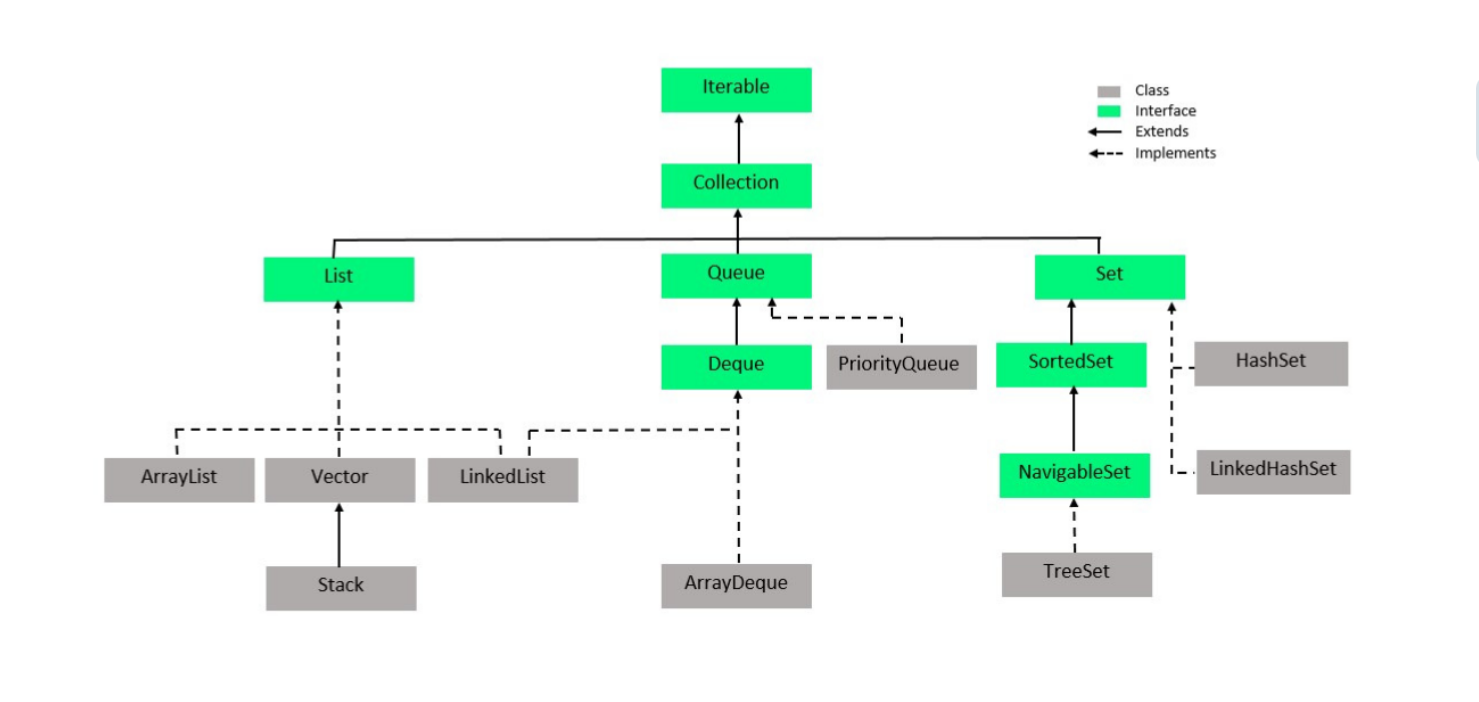 Iterable
Class
Interface
Extends
Implements
Collection
List
Queue
Set
Deque
PriorityQueue
SortedSet
HashSet
ArrayList
Vector
LinkedList
NavigableSet
LinkedHashSet
Stack
ArrayDeque
TreeSet